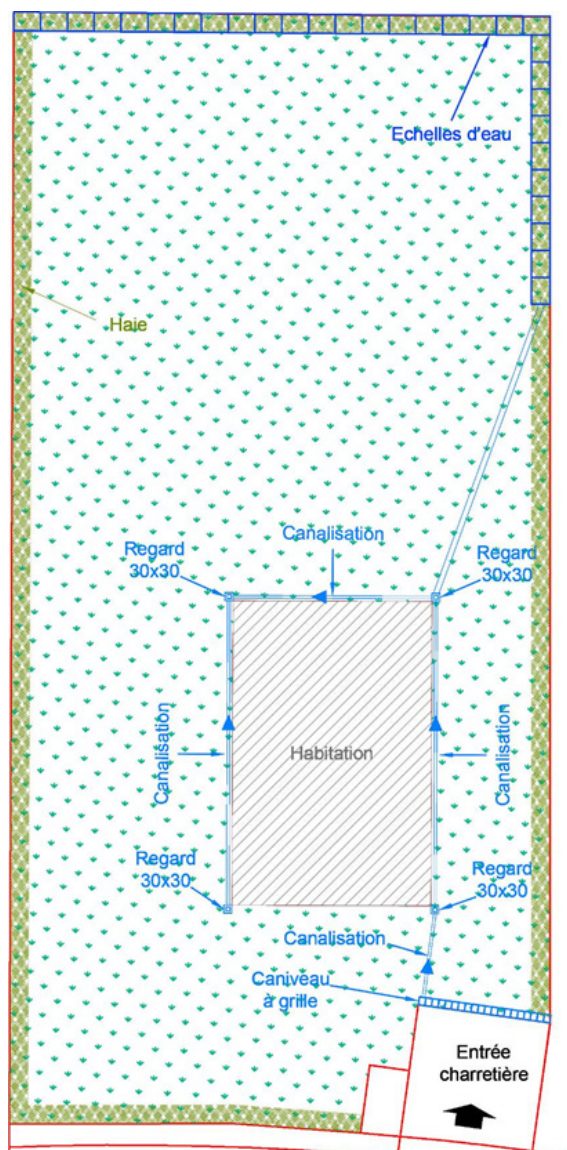 Echelles d'eau
Haie
Canalisation
Regard
30x30
Regard
30x30
Canalisation
Habitation
Canalisation
Regard
30x30
Regard
30x30
Canalisation
Caniveau
à grille
Entrée
charretière